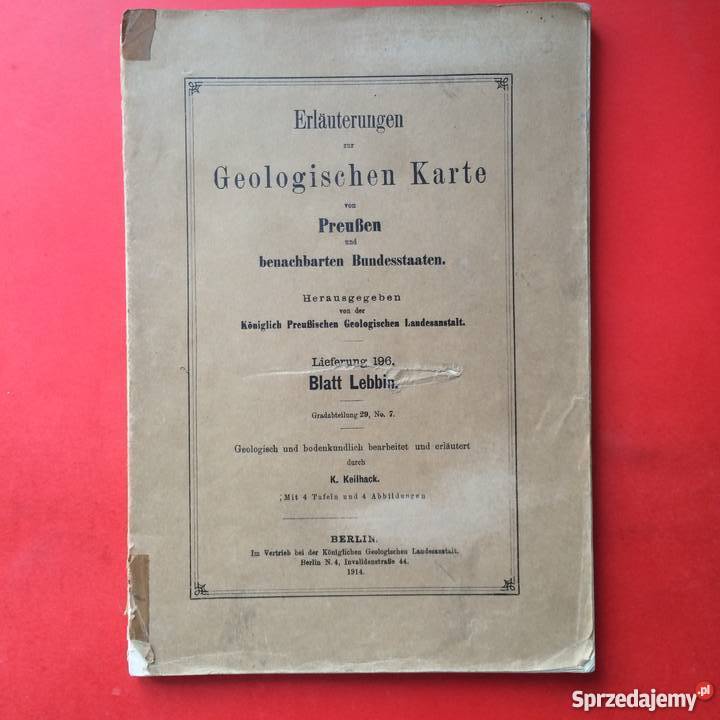 Erläuterungen
zur
Geologischen Karte
von
Preußen
und
benachbarten Bundesstaaten.
Herausgegeben
von der
Königlich Preußischen Geologischen Landesanstalt.
Lieferung 196.
Blatt Lebbin.
Gradabteilung 29, No. 7.
Geologisch und bodenkundlich bearbeitet und erläutert
durch
K. Keilhack.
Mit 4 Tafeln und 4 Abbildungen
BERLIN.
Im Vertrieb bei der Königlichen Geologischen Landesanstalt.
Berlin N. 4, Invalidenstraße 44.
1914.
Sprzedajemy.pl